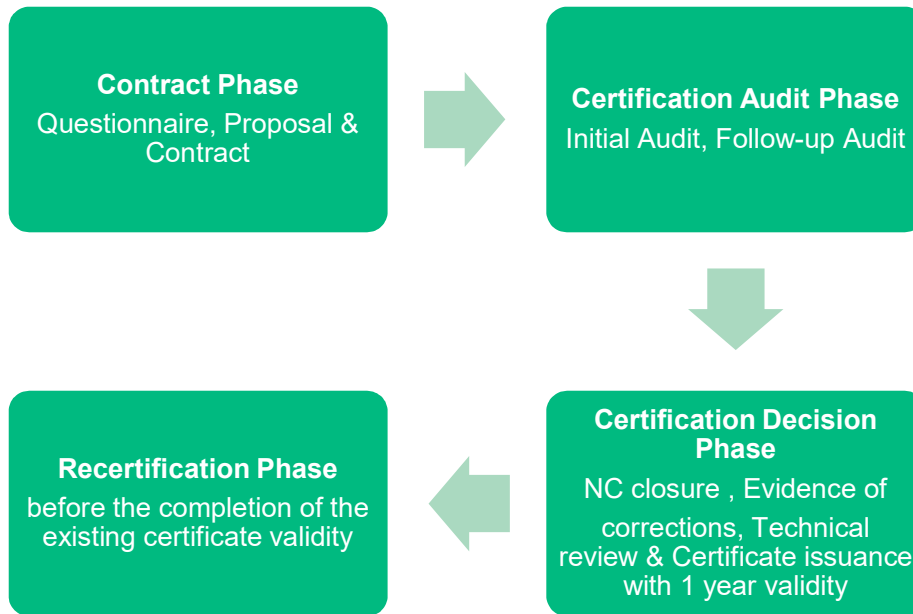 Contract Phase
Questionnaire, Proposal &
Contract
Certification Audit Phase
Initial Audit, Follow-up Audit
Certification Decision
Phase
NC closure , Evidence of
corrections, Technical
review & Certificate issuance
with 1 year validity
Recertification Phase
before the completion of the
existing certificate validity